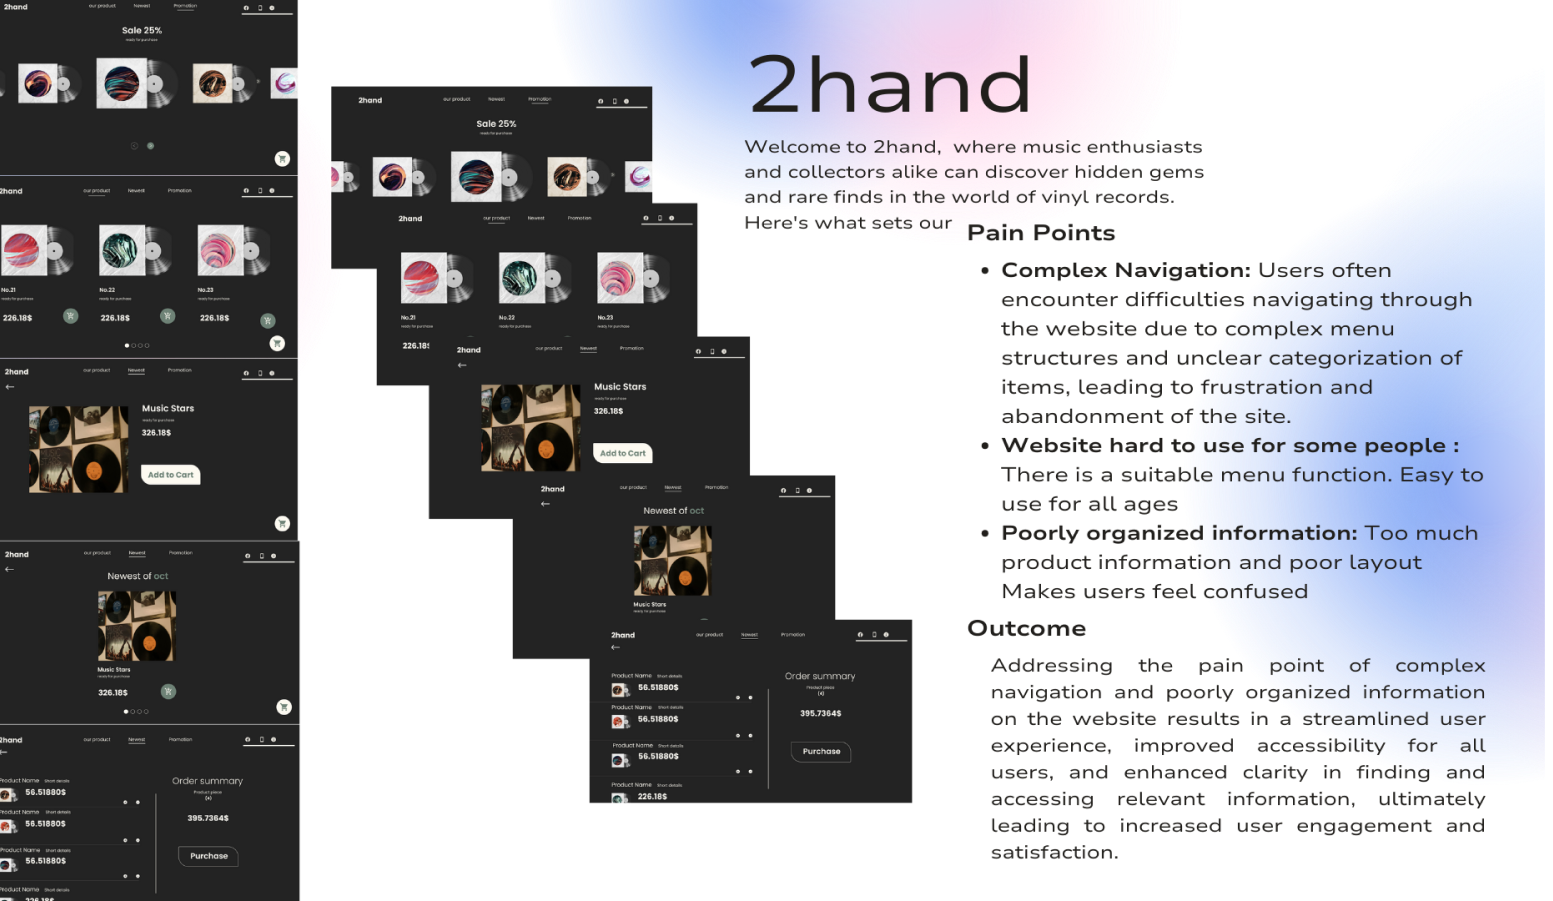 2hand
our product Newest Promotion
Sale 25%
ready for purchase
2hand
our product Newest Promotion
No.21 No.22 No.23
ready for purchase ready for purchase ready for purchase
226.18$ 226.18$ 226.18$
2hand
our product Newest Promotion
Music Stars
ready for purchase
326.18$
Add to Cart
2hand
our product Newest Promotion
Newest of oct
Music Stars
ready for purchase
326.18$
2hand
our product Newest Promotion
Product Name Short details
56.51880$
Product Name Short details
56.51880$
Product Name Short details
56.51880$
Product Name Short details
226.18$
Order summary
Product piece
(4)
395.7364$
Purchase
2hand
our product Newest Promotion
Sale 25%
ready for purchase
2hand
our product Newest Promotion
No.21 No.22 No.23
ready for purchase ready for purchase ready for purchase
226.18$
2hand
our product Newest Promotion
Music Stars
ready for purchase
326.18$
Add to Cart
2hand
our product Newest Promotion
Newest of oct
Music Stars
ready for purchase
2hand
our product Newest Promotion
Product Name Short details
56.51880$
Product Name Short details
56.51880$
Product Name Short details
56.51880$
Product Name Short details
226.18$
Order summary
Product piece
(4)
395.7364$
Purchase
2hand
Welcome to 2hand, where music enthusiasts
and collectors alike can discover hidden gems
and rare finds in the world of vinyl records.
Here's what sets our
Pain Points
• Complex Navigation: Users often
encounter difficulties navigating through
the website due to complex menu
structures and unclear categorization of
items, leading to frustration and
abandonment of the site.
• Website hard to use for some people :
There is a suitable menu function. Easy to
use for all ages
• Poorly organized information: Too much
product information and poor layout
Makes users feel confused
Outcome
Addressing the pain point of complex
navigation and poorly organized information
on the website results in a streamlined user
experience, improved accessibility for all
users, and enhanced clarity in finding and
accessing relevant information, ultimately
leading to increased user engagement and
satisfaction.